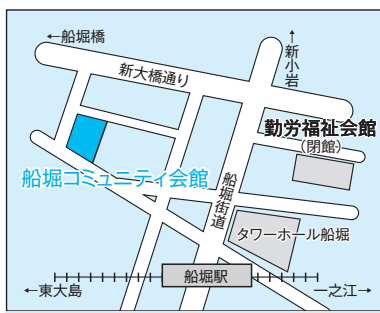 ←船堀橋
↑新小岩
新大橋通り
勤労福祉会館
(閉館)
船堀コミュニティ会館
船堀街道
タワーホール船堀
船堀駅
←東大島
一之江→